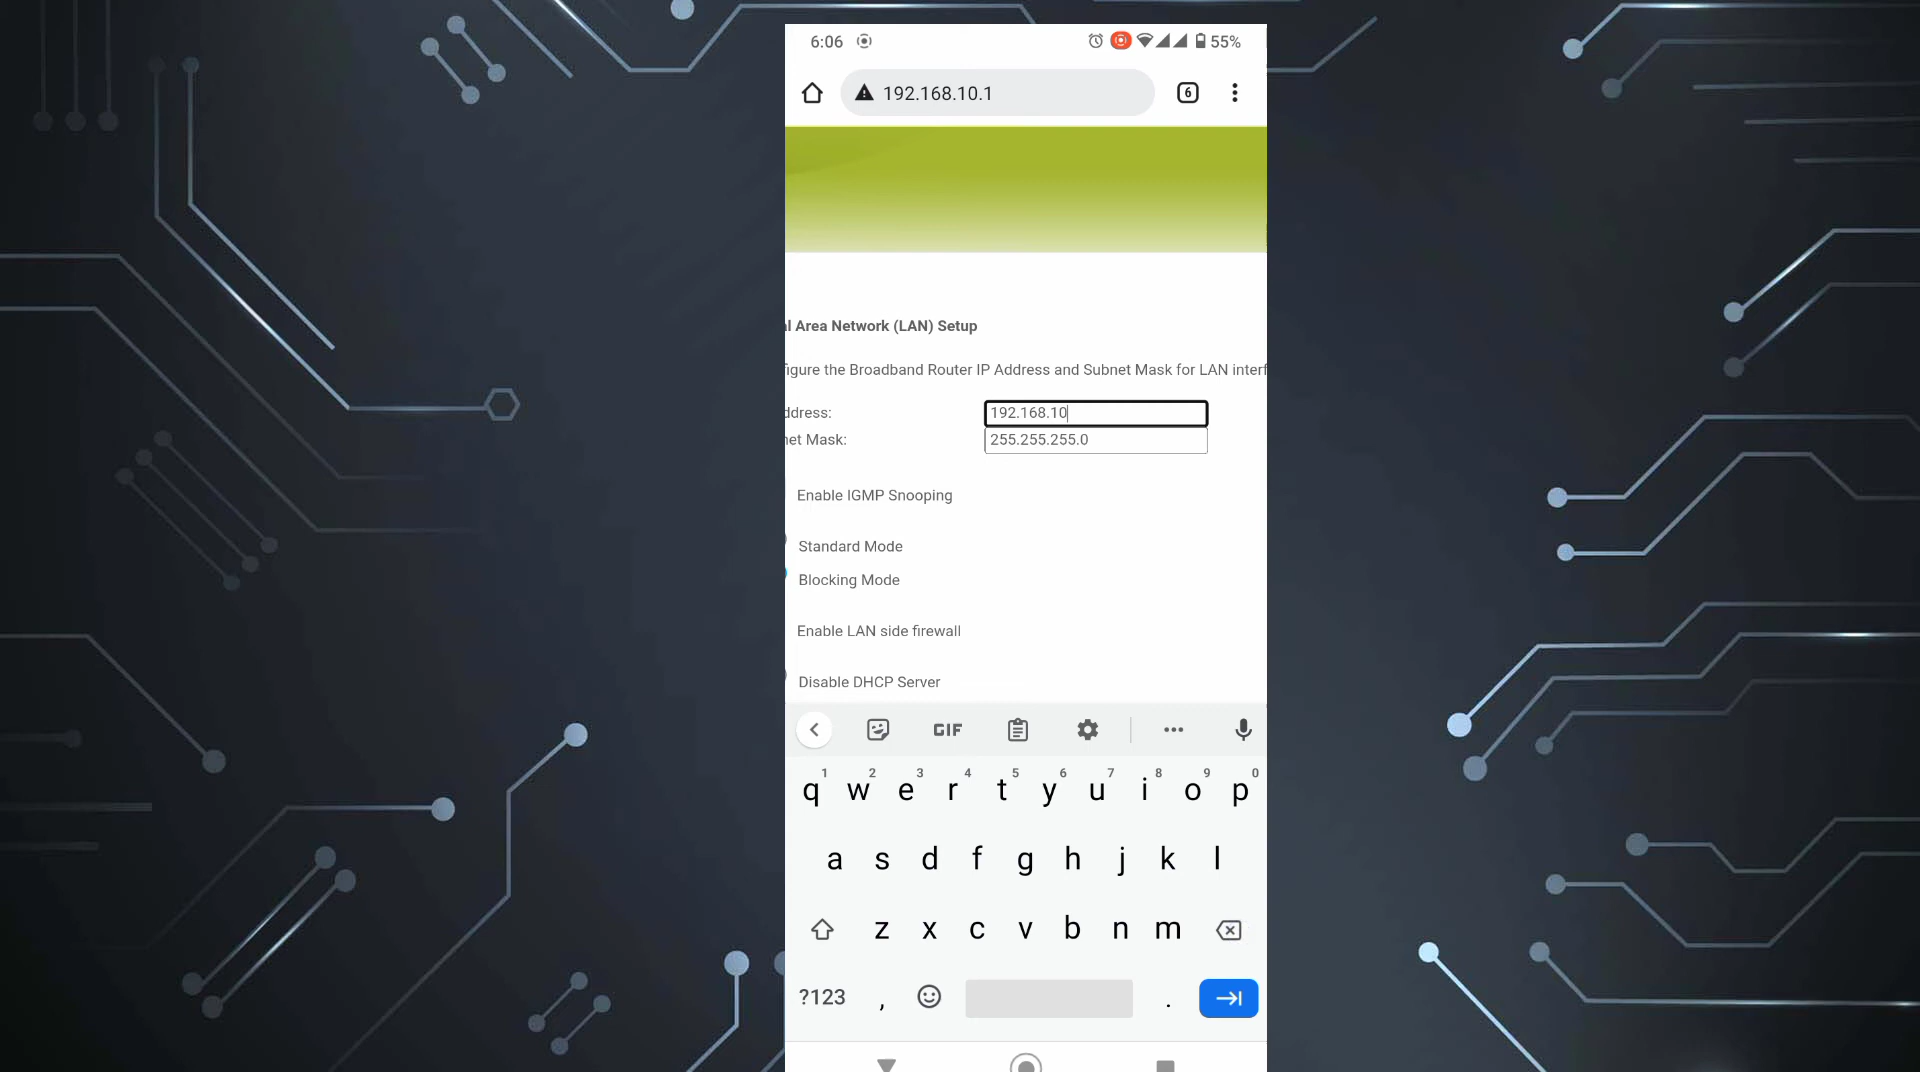 6:06 55%
192.168.10.1 6
l Area Network (LAN) Setup
figure the Broadband Router IP Address and Subnet Mask for LAN interf
ddress: 192.168.10
net Mask: 255.255.255.0
Enable IGMP Snooping
Standard Mode
Blocking Mode
Enable LAN side firewall
Disable DHCP Server
GIF
1 2 3 4 5 6 7 8 9 0
q w e r t y u i o p
a s d f g h j k l
z x c v b n m
?123 , .